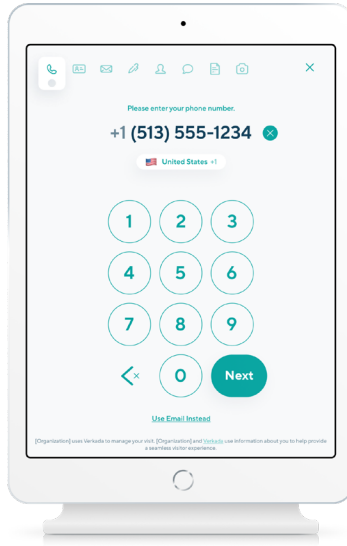 Please enter your phone number.
+1 (513) 555-1234
United States +1
1 2 3
4 5 6
7 8 9
0 Next
Use Email Instead
[Organization] uses Verkada to manage your visit. [Organization] and Verkada use information about you to help provide
a seamless visitor experience.